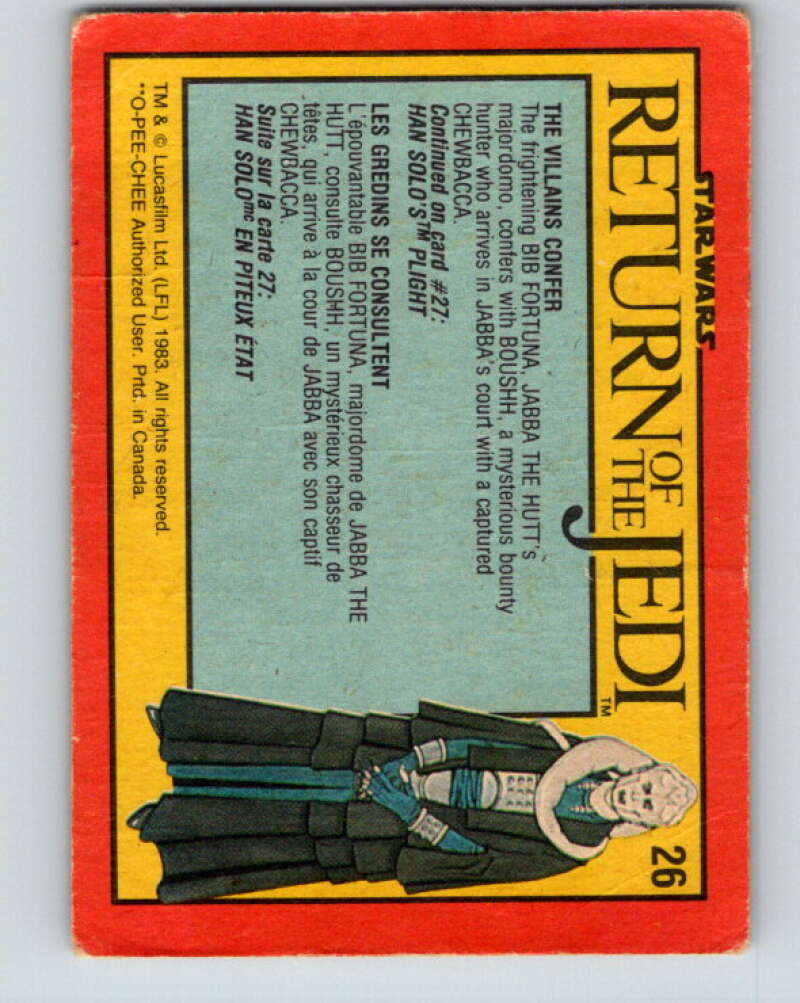 STAR WARS
RETURN OF THE JEDI™
26
THE VILLAINS CONFER
The frightening BIB FORTUNA, JABBA THE HUTT's
majordomo, confers with BOUSHH, a mysterious bounty
hunter who arrives in JABBA's court with a captured
CHEWBACCA.
Continued on card #27:
HAN SOLO'S™ PLIGHT
LES GREDINS SE CONSULTENT
L'épouvantable BIB FORTUNA, majordome de JABBA THE
HUTT, consulte BOUSHH, un mystérieux chasseur de
têtes, qui arrive à la cour de JABBA avec son captif
CHEWBACCA.
Suite sur la carte 27:
HAN SOLOmc EN PITEUX ÉTAT
TM & © Lucasfilm Ltd. (LFL) 1983. All rights reserved.
**O-PEE-CHEE Authorized User. Prtd. in Canada.